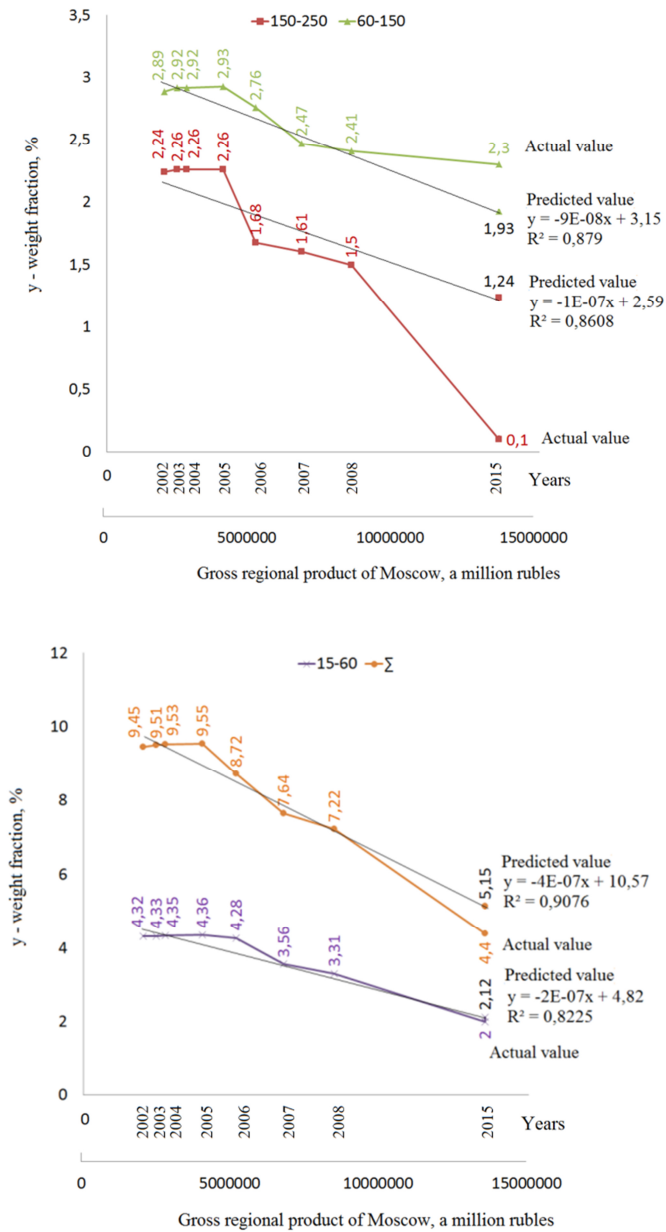 3,5
150-250 60-150
2,89
2,92
2,92
2,93
2,76
2,47
2,41
2,3
Actual value
3
2,5
2,24
2,26
2,26
2,26
1,68
1,61
1,5
2
1,5
1
0,5
0
y - weight fraction, %
Predicted value
1,93
y = -9E-08x + 3,15
R² = 0,879
1,24
Predicted value
y = -1E-07x + 2,59
R² = 0,8608
0,1
Actual value
0
2002
2003
2004
2005
2006
2007
2008
2015
Years
0 5000000 10000000 15000000
Gross regional product of Moscow, a million rubles
12
15-60 ∑
10
8
6
4
2
0
y - weight fraction, %
9,45
9,51
9,53
9,55
8,72
7,64
7,22
5,15
Predicted value
y = -4E-07x + 10,57
R² = 0,9076
4,4
Actual value
4,32
4,33
4,35
4,36
4,28
3,56
3,31
2,12
Predicted value
y = -2E-07x + 4,82
R² = 0,8225
2
Actual value
0
2002
2003
2004
2005
2006
2007
2008
2015
Years
0 5000000 10000000 15000000
Gross regional product of Moscow, a million rubles